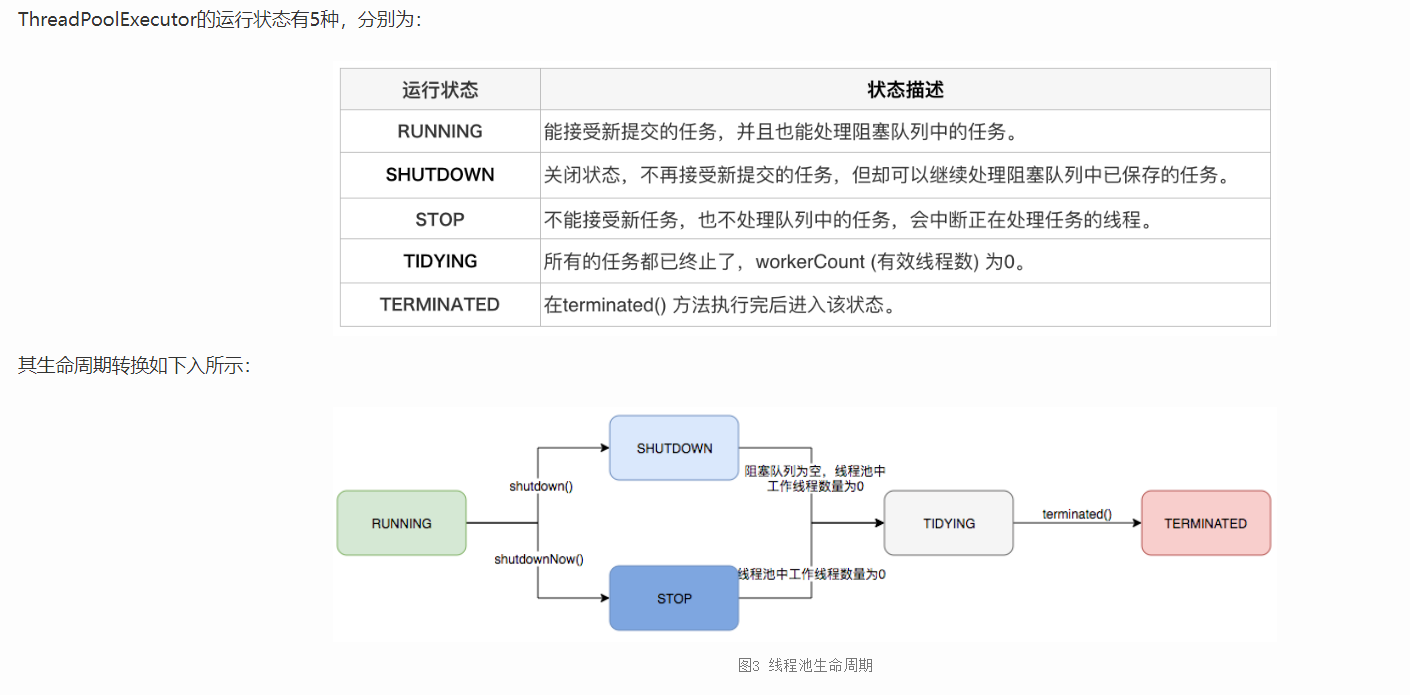 ThreadPoolExecutor的运行状态有5种，分别为：
运行状态 状态描述
RUNNING 能接受新提交的任务，并且也能处理阻塞队列中的任务。
SHUTDOWN 关闭状态，不再接受新提交的任务，但却可以继续处理阻塞队列中已保存的任务。
STOP 不能接受新任务，也不处理队列中的任务，会中断正在处理任务的线程。
TIDYING 所有的任务都已终止了，workerCount (有效线程数) 为0。
TERMINATED 在terminated() 方法执行完后进入该状态。
其生命周期转换如下入所示：
SHUTDOWN
阻塞队列为空，线程池中
工作线程数量为0
shutdown()
RUNNING
TIDYING
terminated()
TERMINATED
shutdownNow()
线程池中工作线程数量为0
STOP
图3 线程池生命周期